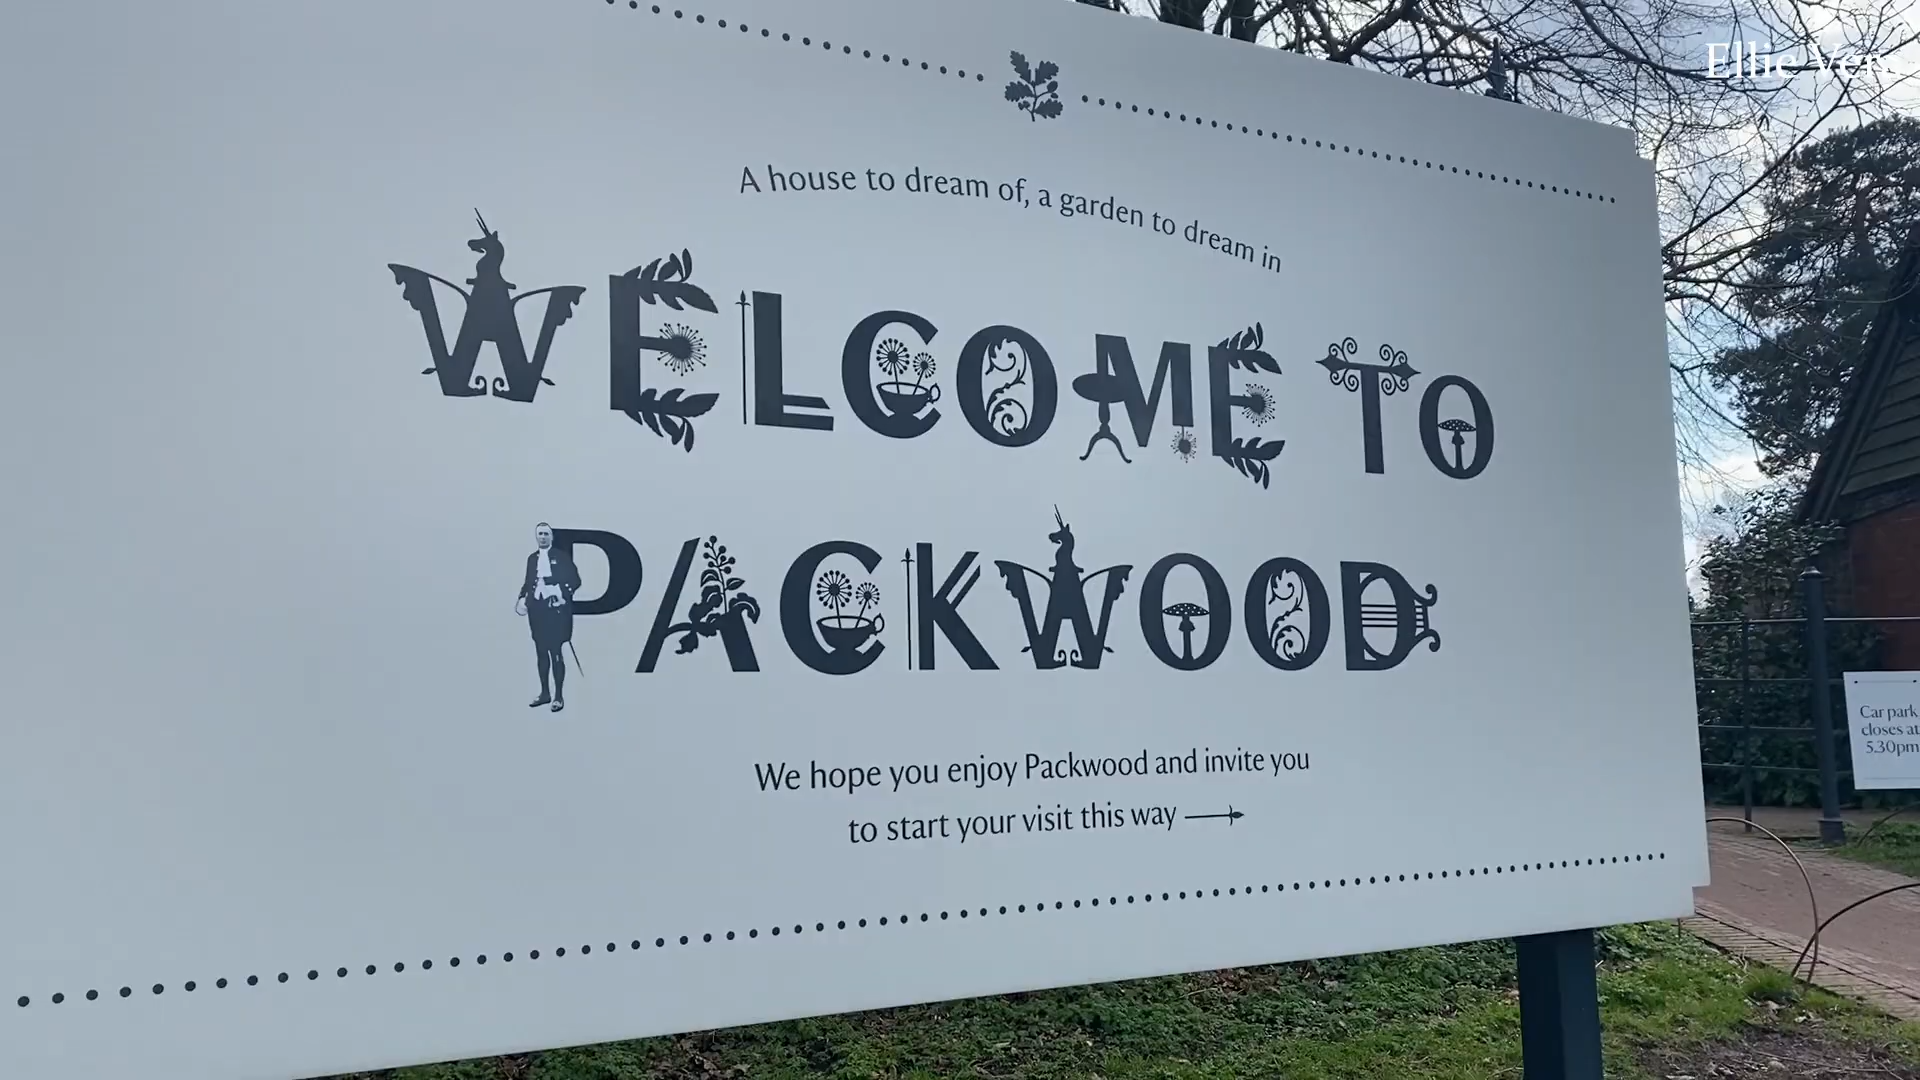 Ellie
A house to dream of, a garden to dream in
WELCOME TO
PACKWOOD
We hope you enjoy Packwood and invite you
to start your visit this way
Car park
closes at
5.30pm